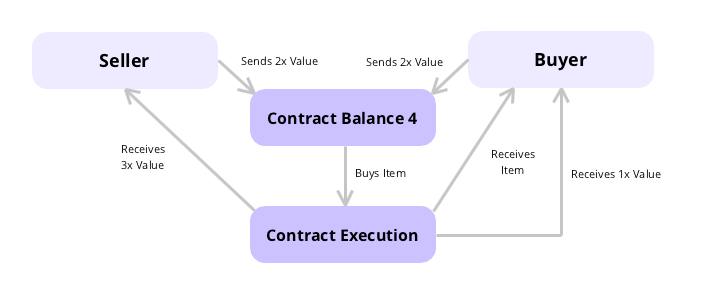 Seller
Buyer
Sends 2x Value
Sends 2x Value
Contract Balance 4
Receives
3x Value
Buys Item
Receives
Item
Receives 1x Value
Contract Execution